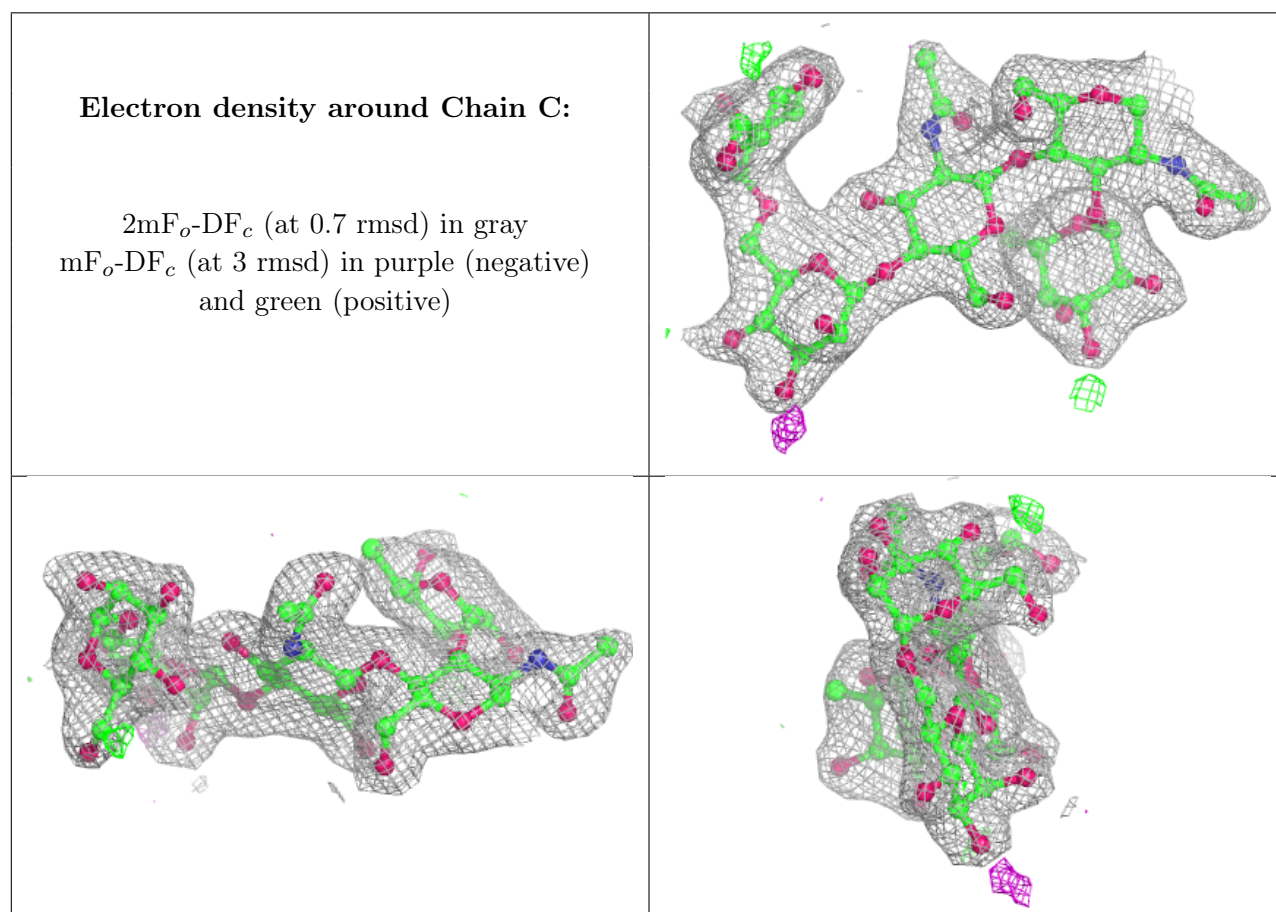 Electron density around Chain C:
2mFₒ-DF𝒸 (at 0.7 rmsd) in gray
mFₒ-DF𝒸 (at 3 rmsd) in purple (negative)
and green (positive)